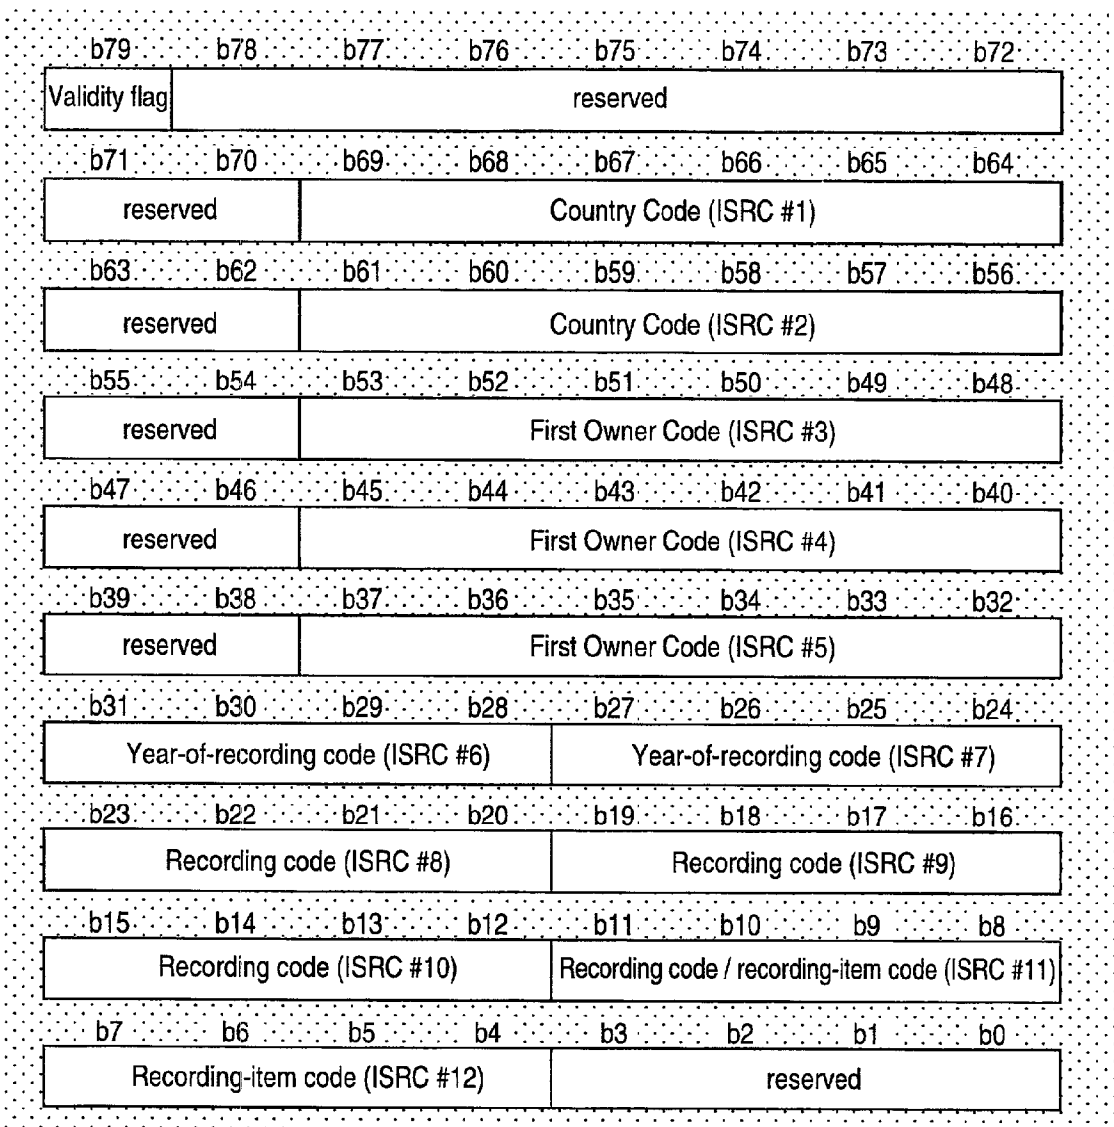 b79 b78 b77 b76 b75 b74 b73 b72
Validity flag reserved
b71 b70 b69 b68 b67 b66 b65 b64
reserved Country Code (ISRC #1)
b63 b62 b61 b60 b59 b58 b57 b56
reserved Country Code (ISRC #2)
b55 b54 b53 b52 b51 b50 b49 b48
reserved First Owner Code (ISRC #3)
b47 b46 b45 b44 b43 b42 b41 b40
reserved First Owner Code (ISRC #4)
b39 b38 b37 b36 b35 b34 b33 b32
reserved First Owner Code (ISRC #5)
b31 b30 b29 b28 b27 b26 b25 b24
Year-of-recording code (ISRC #6) Year-of-recording code (ISRC #7)
b23 b22 b21 b20 b19 b18 b17 b16
Recording code (ISRC #8) Recording code (ISRC #9)
b15 b14 b13 b12 b11 b10 b9 b8
Recording code (ISRC #10) Recording code / recording-item code (ISRC #11)
b7 b6 b5 b4 b3 b2 b1 b0
Recording-item code (ISRC #12) reserved